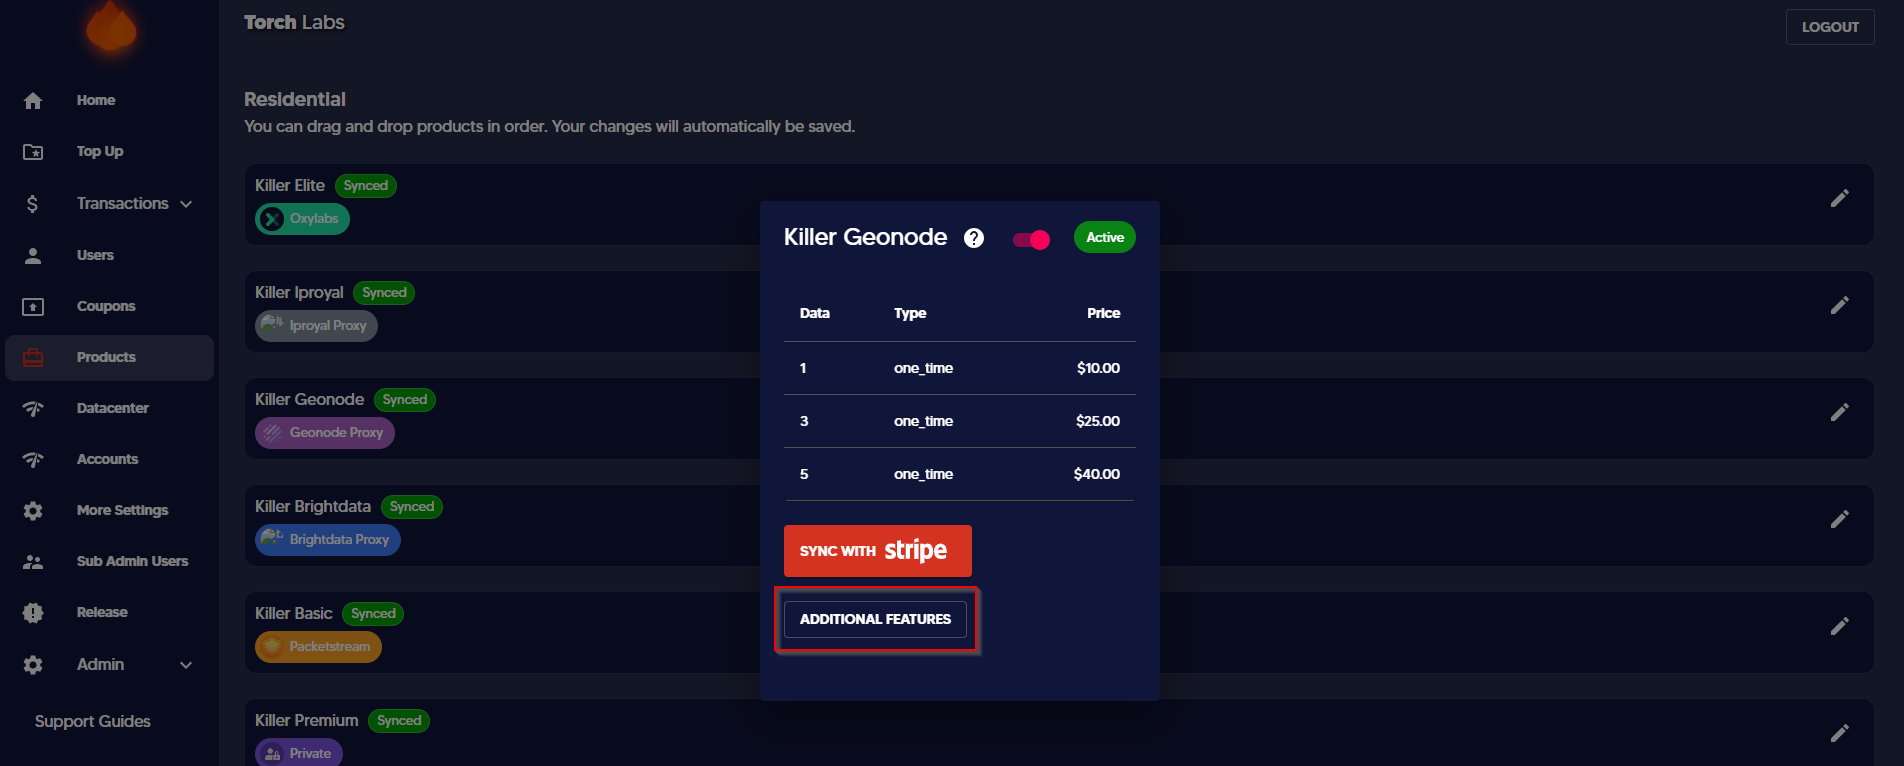 Torch Labs
LOGOUT
Home
Top Up
Transactions
Users
Coupons
Products
Datacenter
Accounts
More Settings
Sub Admin Users
Release
Admin
Support Guides
Residential
You can drag and drop products in order. Your changes will automatically be saved.
Killer Elite Synced
Oxylabs
Killer Iproyal Synced
Iproyal Proxy
Killer Geonode Synced
Geonode Proxy
Killer Brightdata Synced
Brightdata Proxy
Killer Basic Synced
Packetstream
Killer Premium Synced
Private
Killer Geonode ? Active
Data Type Price
1 one_time $10.00
3 one_time $25.00
5 one_time $40.00
SYNC WITH stripe
ADDITIONAL FEATURES